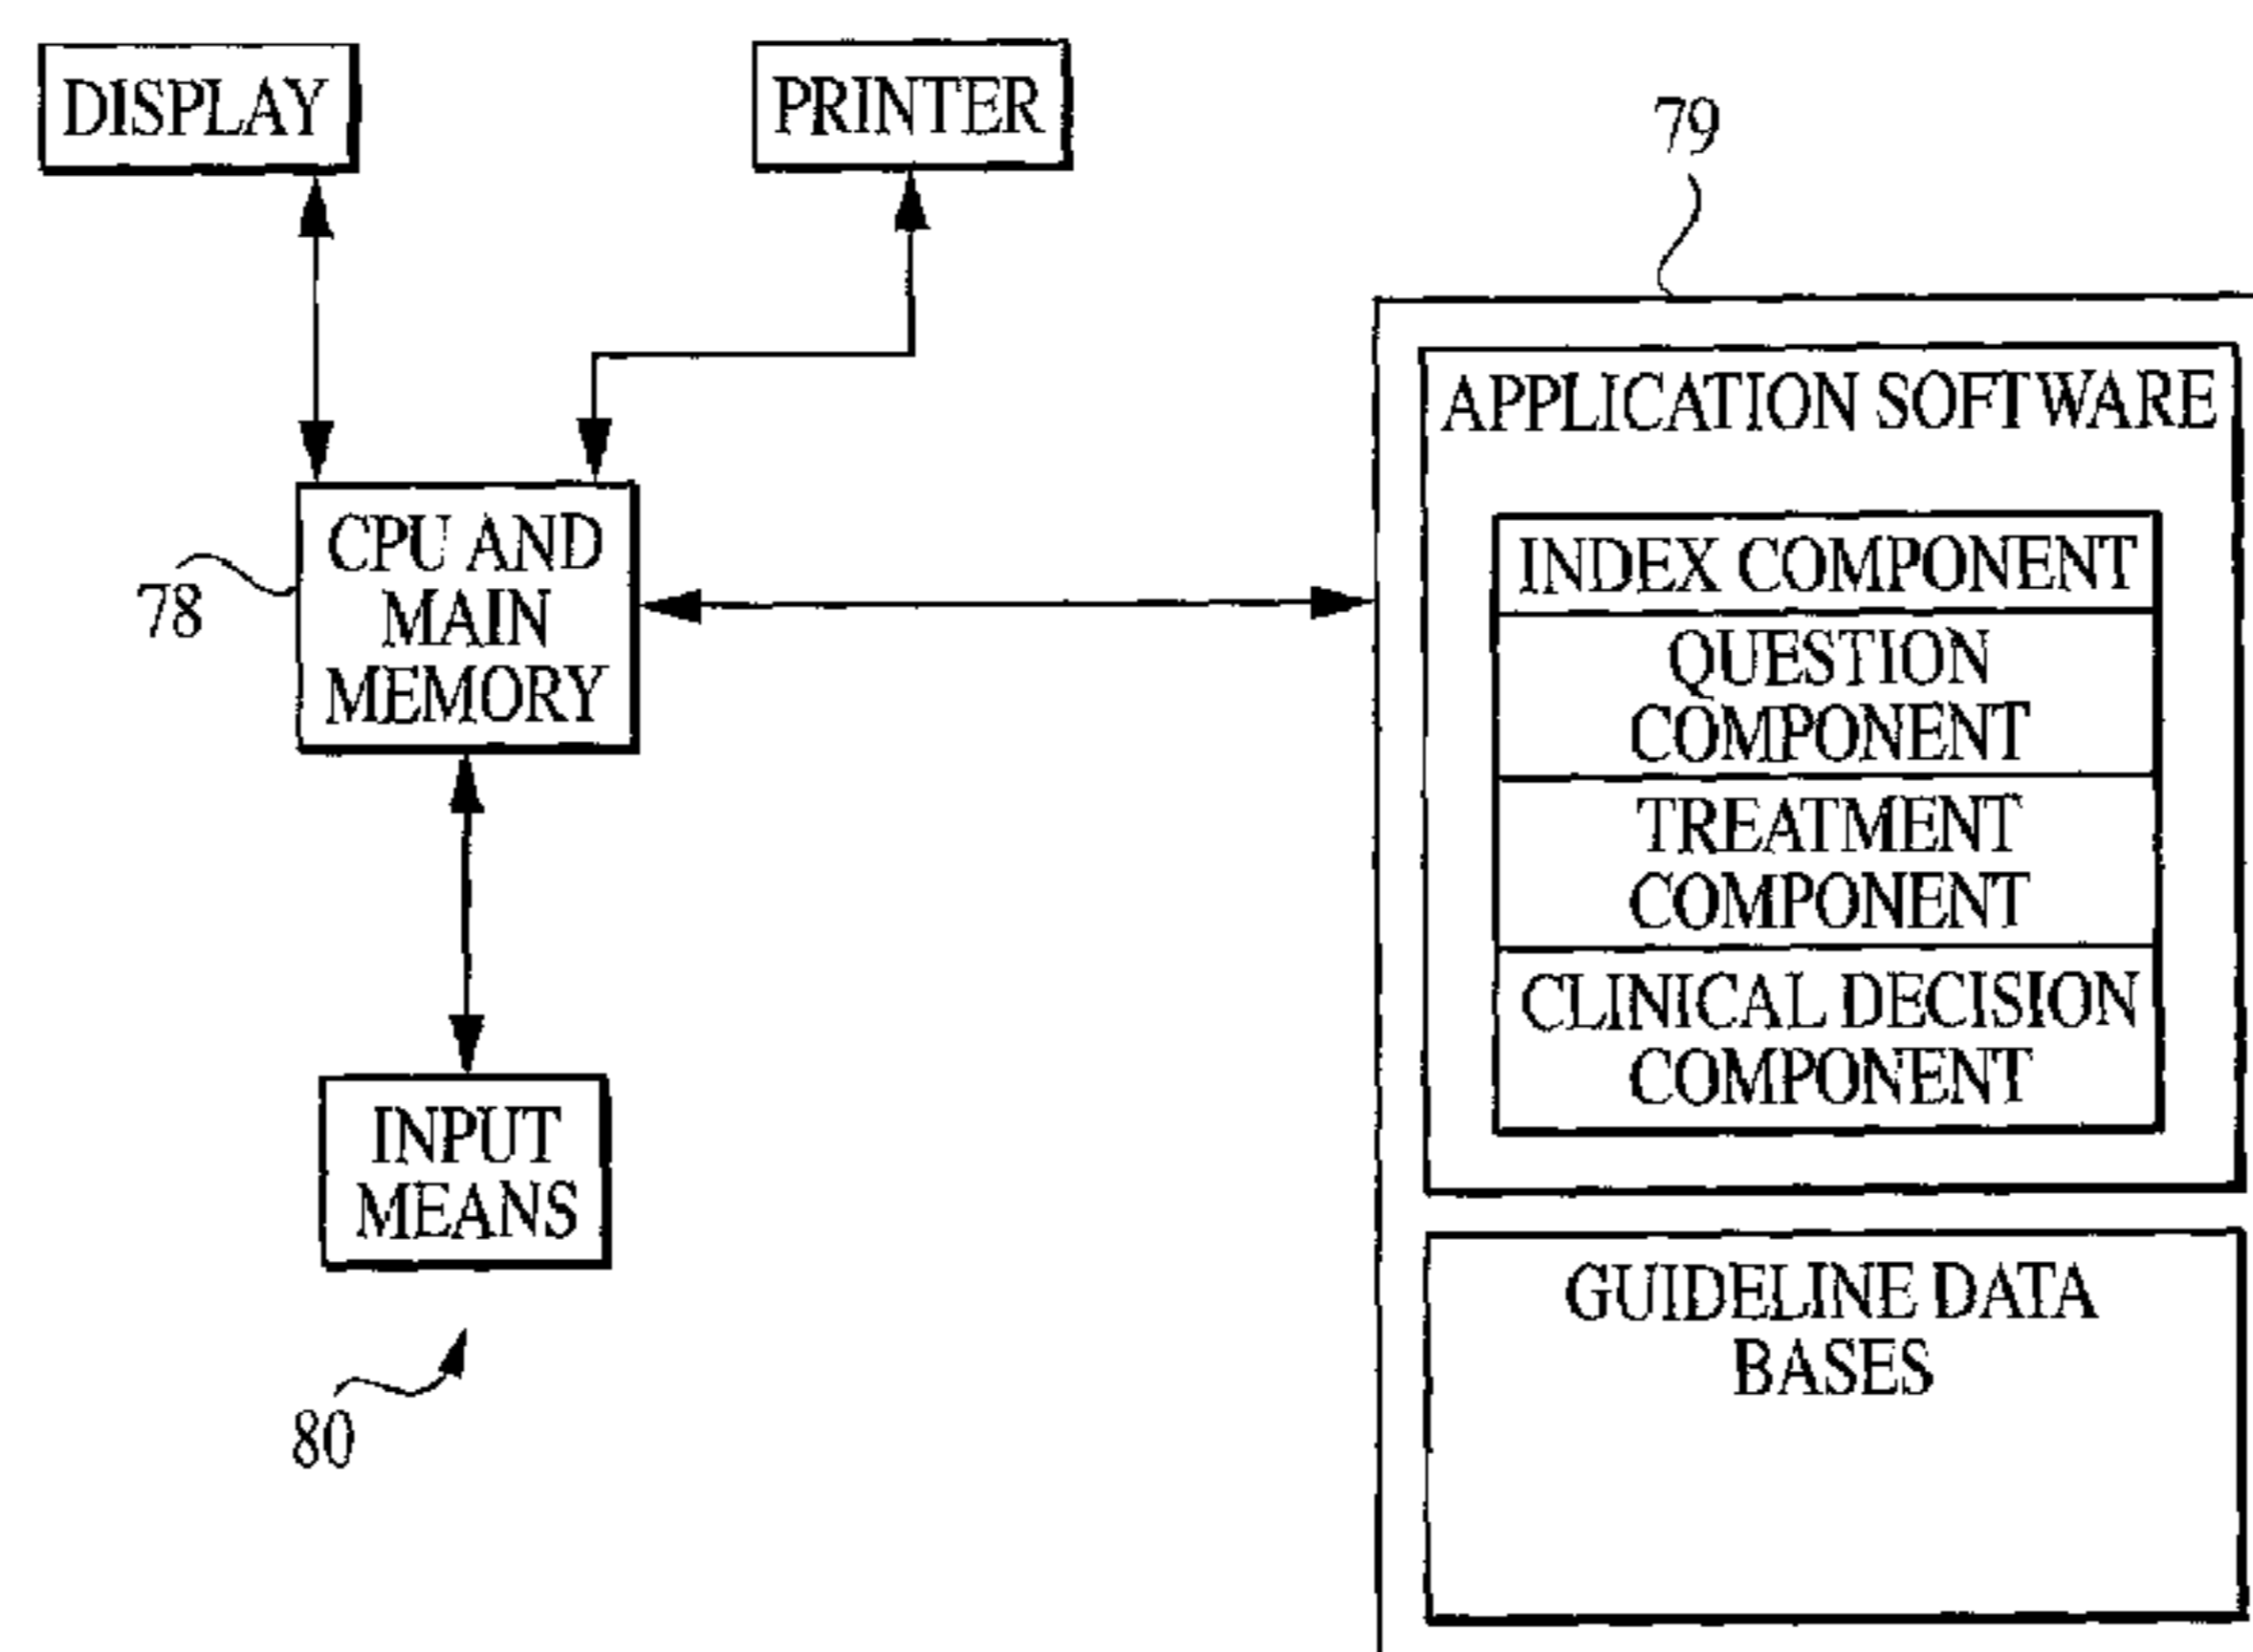 DISPLAY
PRINTER
79
APPLICATION SOFTWARE
CPU AND
MAIN
MEMORY
78
INDEX COMPONENT
QUESTION
COMPONENT
TREATMENT
COMPONENT
CLINICAL DECISION
COMPONENT
INPUT
MEANS
80
GUIDELINE DATA
BASES